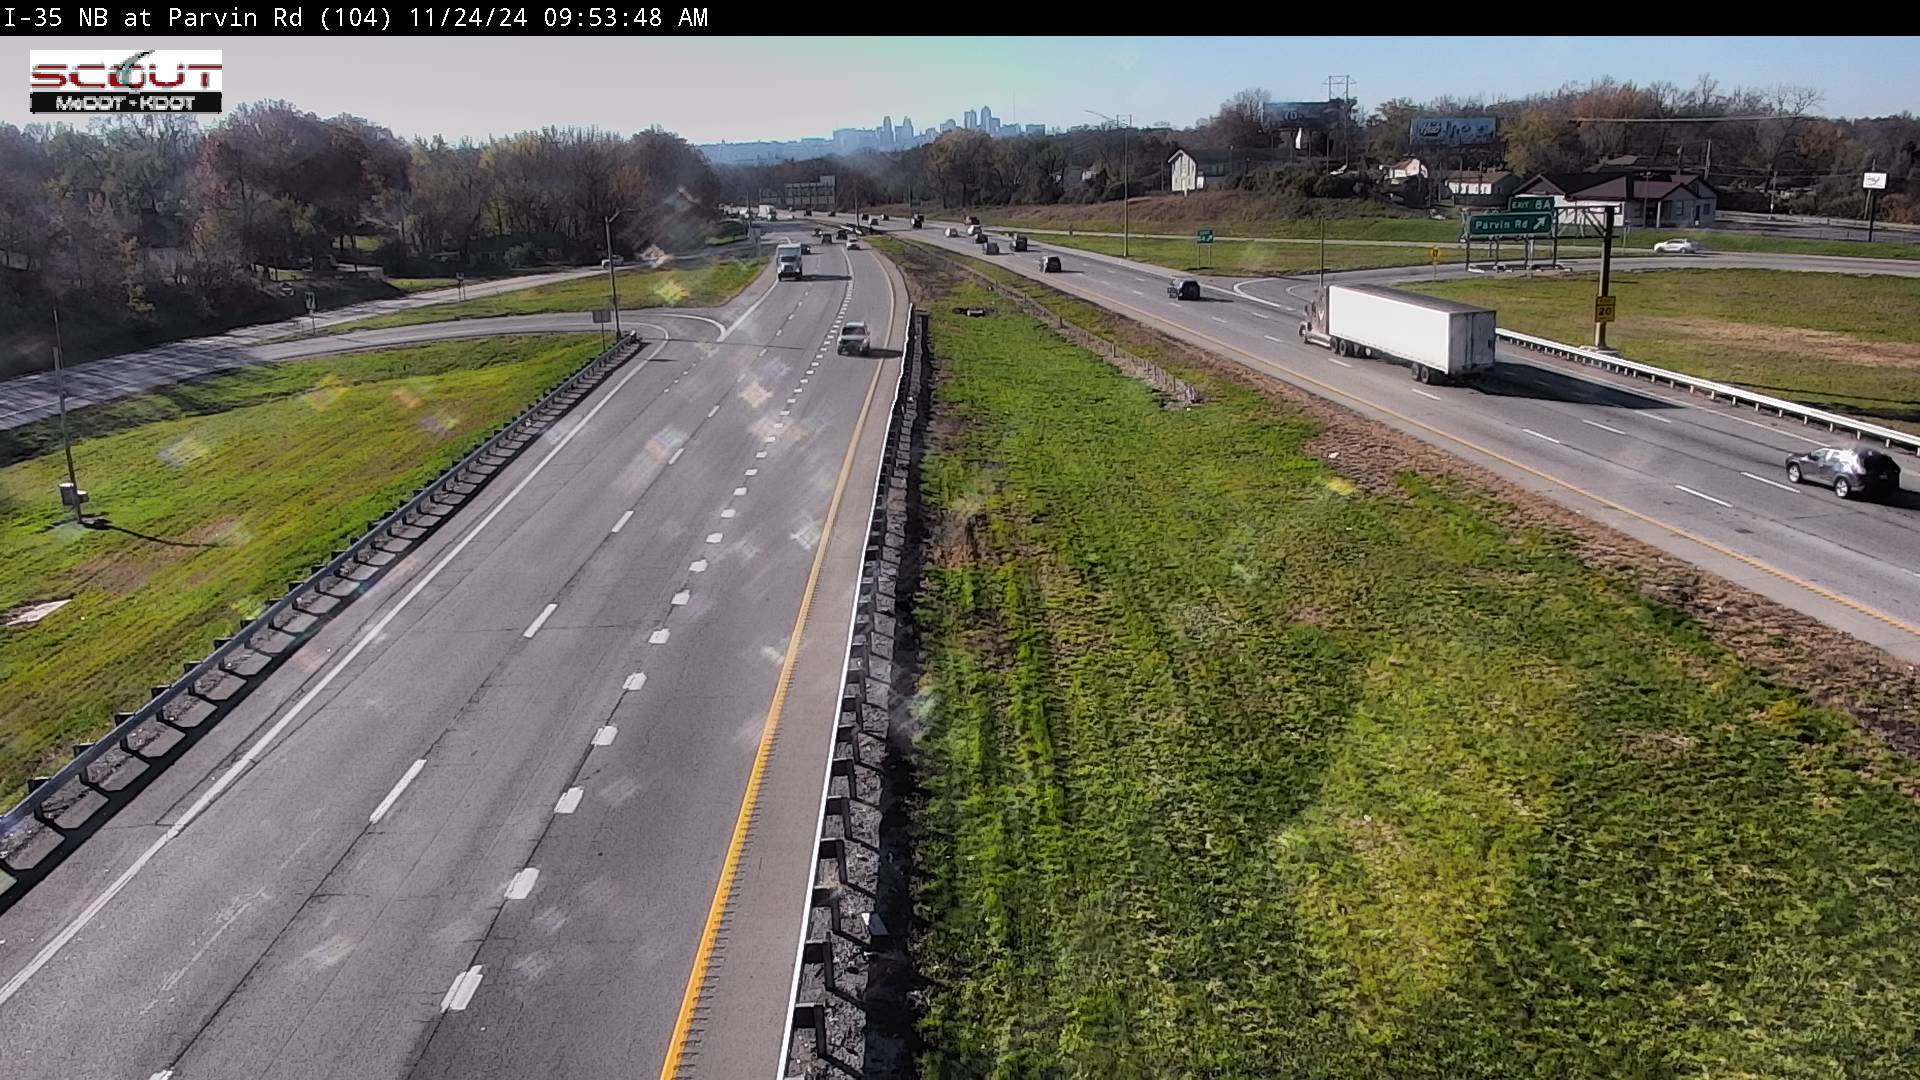 I-35 NB at Parvin Rd (104) 11/24/24 09:53:48 AM
SCOUT
MoDOT - KDOT
EXIT 8A
Parvin Rd
20